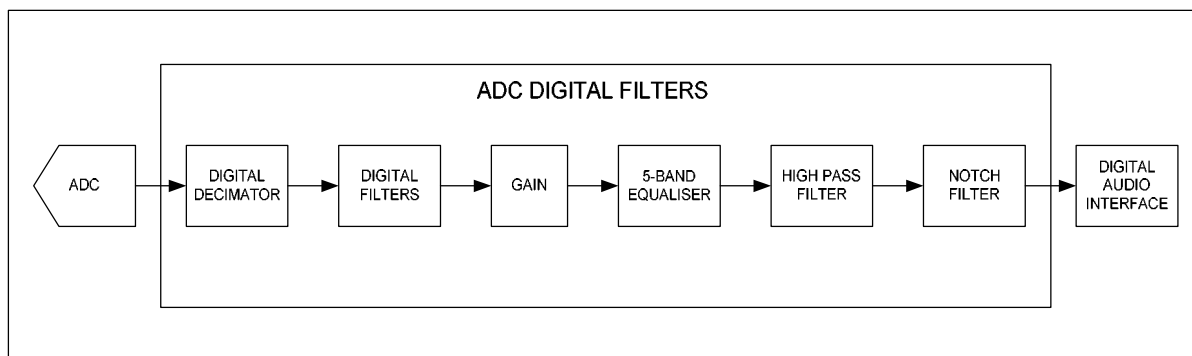 ADC DIGITAL FILTERS
ADC
DIGITAL
DECIMATOR
DIGITAL
FILTERS
GAIN
5-BAND
EQUALISER
HIGH PASS
FILTER
NOTCH
FILTER
DIGITAL
AUDIO
INTERFACE